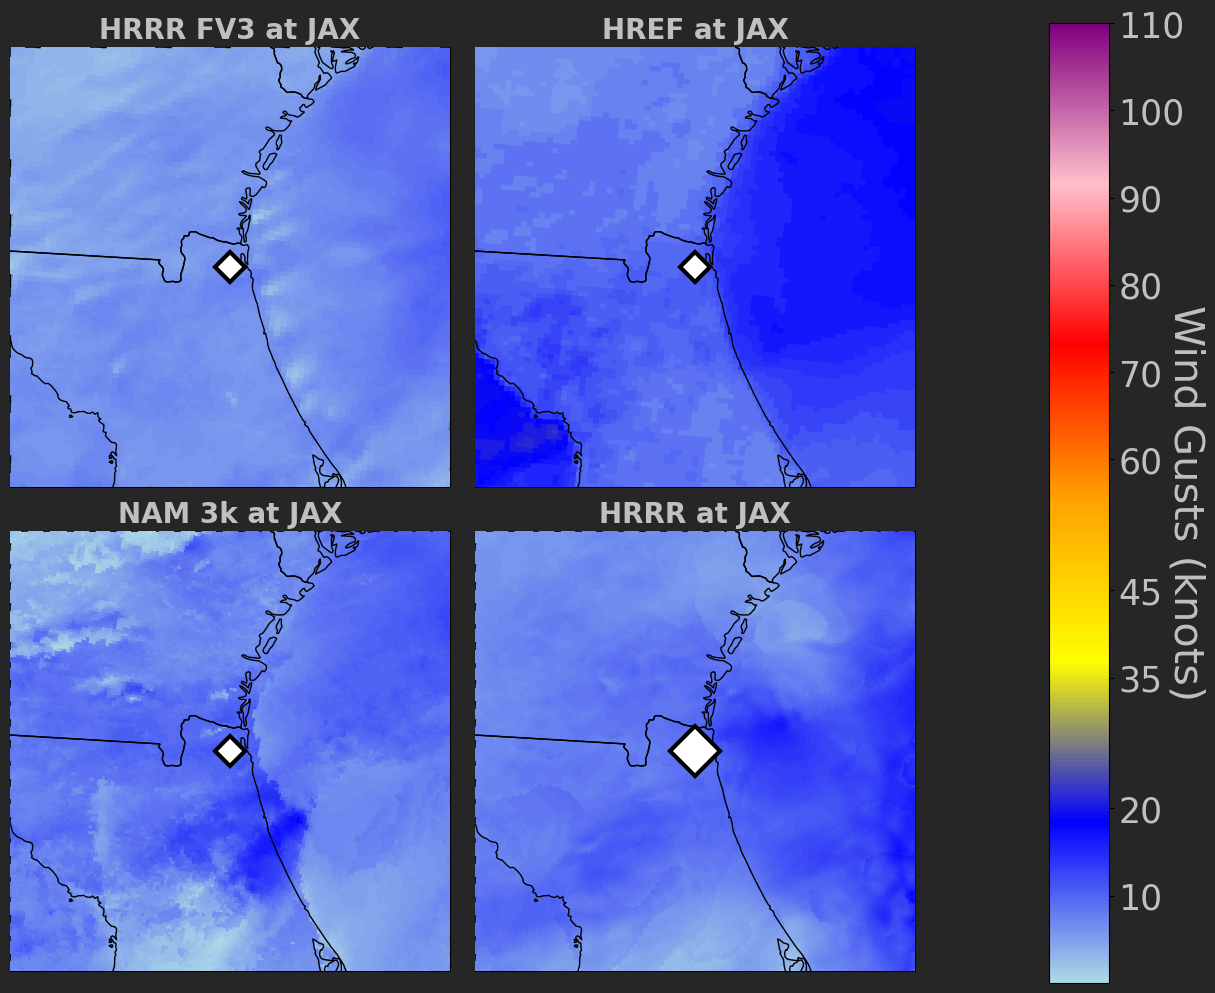 HRRR FV3 at JAX
HREF at JAX
NAM 3k at JAX
HRRR at JAX
110
100
90
80
70
60
45
35
20
10
Wind Gusts (knots)